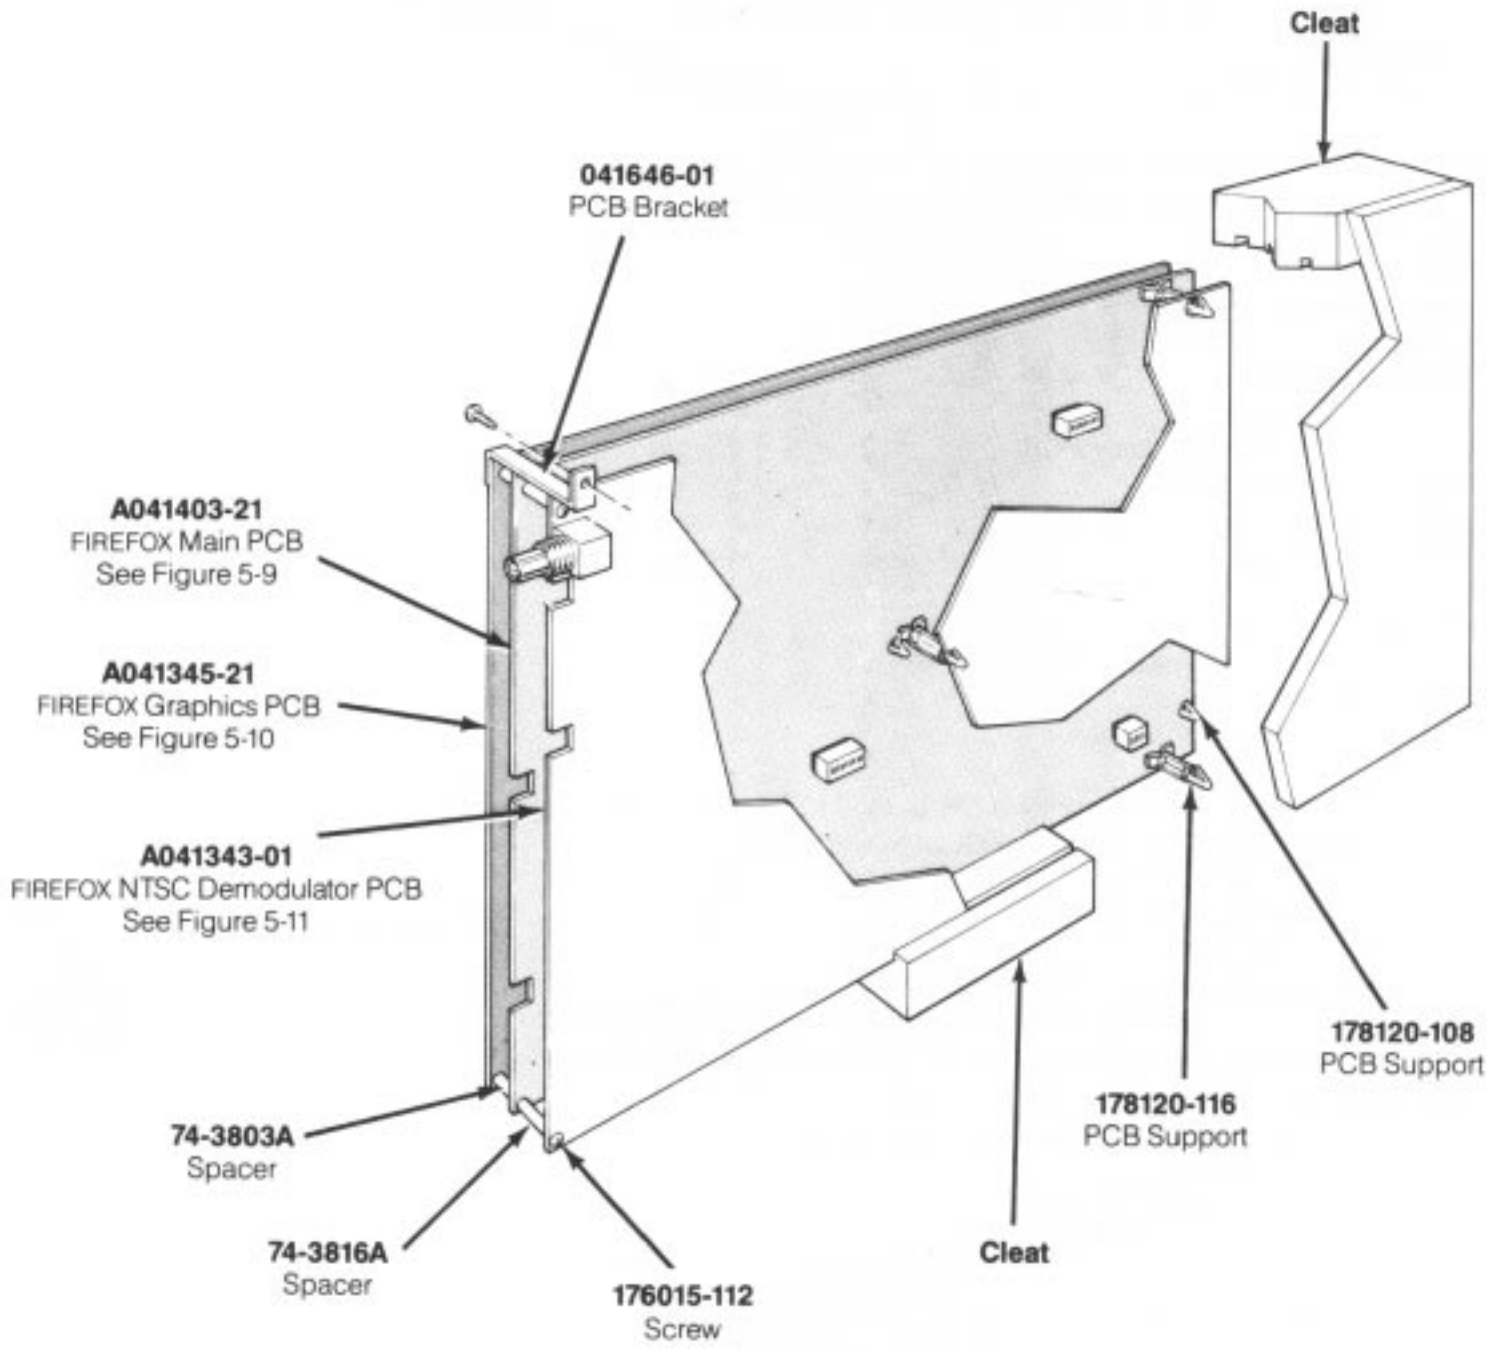 Cleat
041646-01
PCB Bracket
A041403-21
FIREFOX Main PCB
See Figure 5-9
A041345-21
FIREFOX Graphics PCB
See Figure 5-10
A041343-01
FIREFOX NTSC Demodulator PCB
See Figure 5-11
178120-108
PCB Support
178120-116
PCB Support
74-3803A
Spacer
74-3816A
Spacer
Cleat
176015-112
Screw